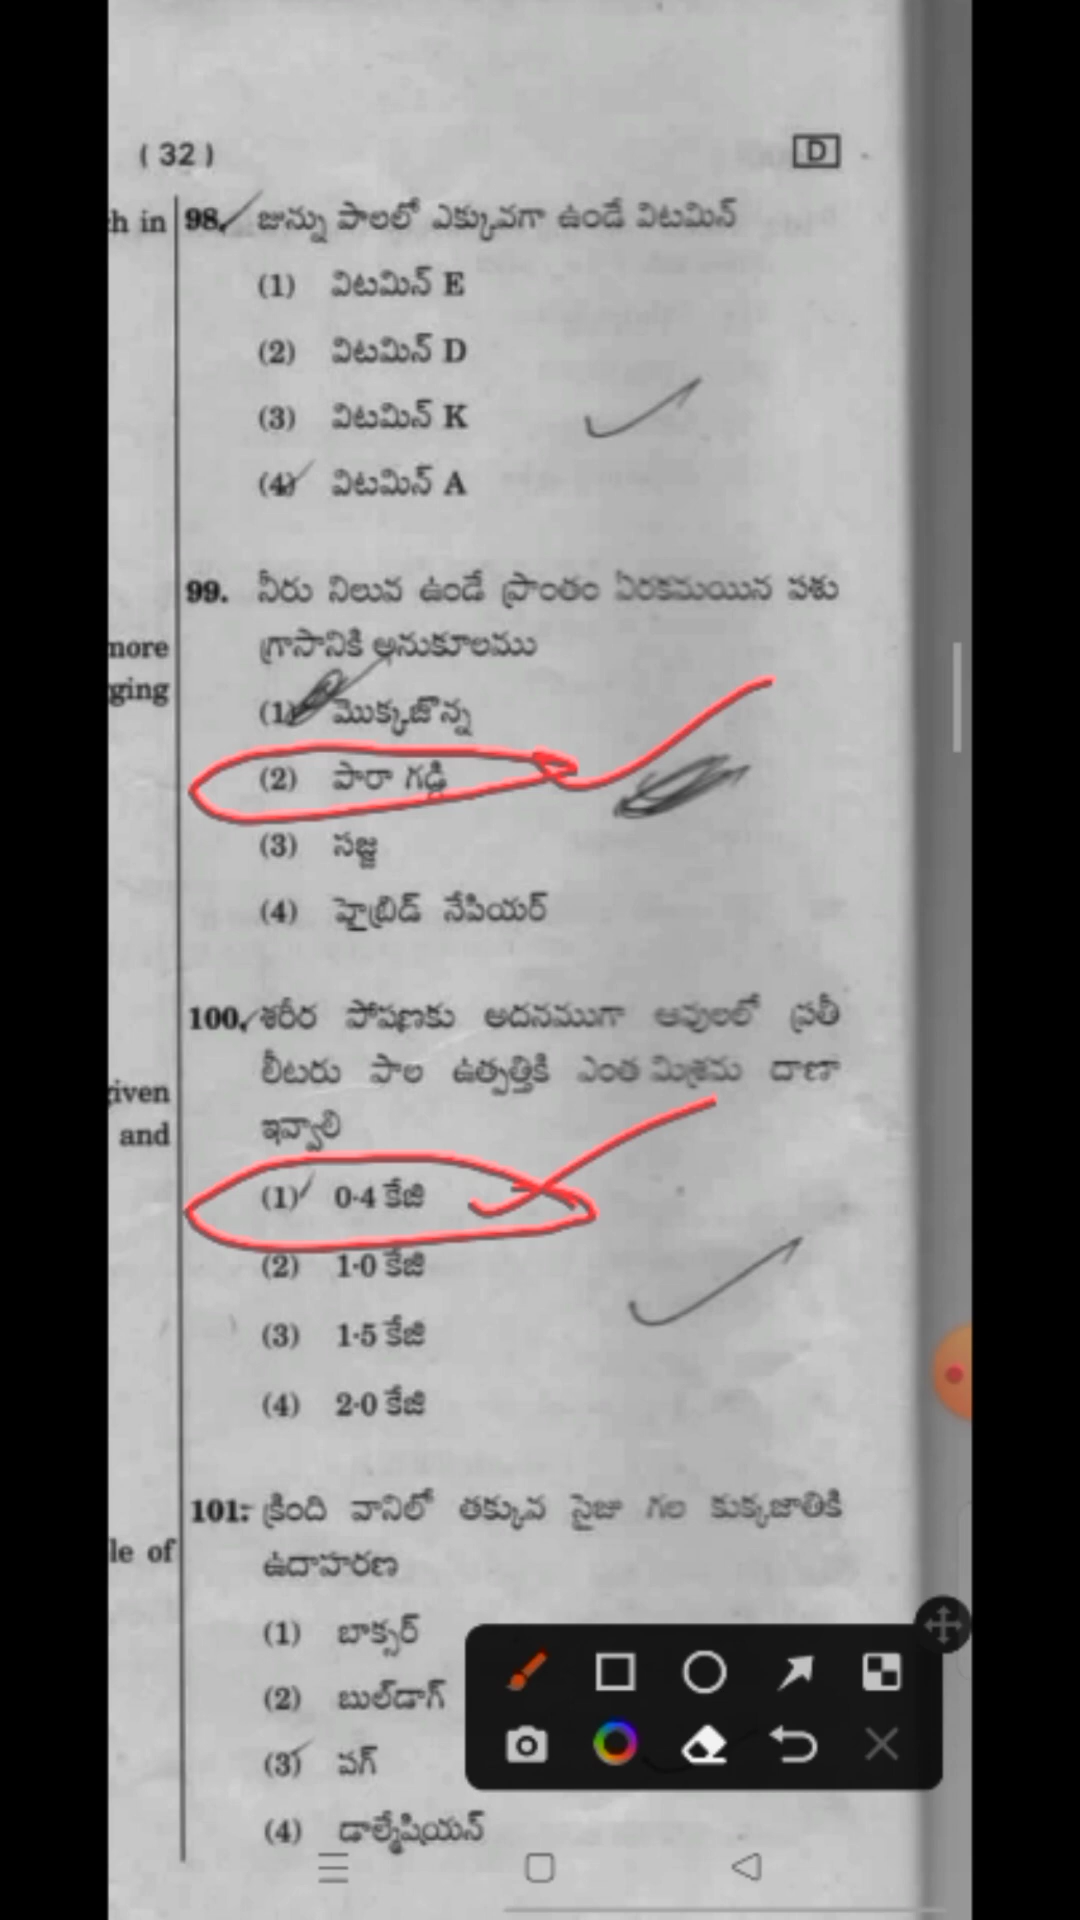 ( 32 )
D
h in
98. జున్ను పాలలో ఎక్కువగా ఉండే విటమిన్
(1) విటమిన్ E
(2) విటమిన్ D
(3) విటమిన్ K
(4) విటమిన్ A
99. నీరు నిలువ ఉండే ప్రాంతం ఏరకమయిన పశు
more
గ్రాసానికి అనుకూలము
ging
(1) మొక్కజొన్న
(2) పారా గడ్డి
(3) సజ్జ
(4) హైబ్రిడ్ నేపియర్
100. శరీర పోషణకు అదనముగా ఆవులలో ప్రతీ
లీటరు పాల ఉత్పత్తికి ఎంత మిశ్రమ దాణా
given
and
ఇవ్వాలి
(1) 0·4 కేజి
(2) 1·0 కేజి
(3) 1·5 కేజి
(4) 2·0 కేజి
101. క్రింది వానిలో తక్కువ సైజు గల కుక్కజాతికి
le of
ఉదాహరణ
(1) బాక్సర్
(2) బుల్‌డాగ్
(3) పగ్
(4) డాల్మేషియన్